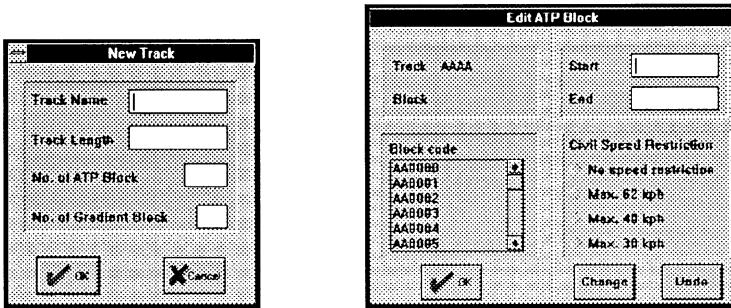 New Track
Track Name
Track Length
No. of ATP Block
No. of Gradient Block
OK
Cancel
Edit ATP Block
Track AAAA
Start
Block
End
Block code
AA0000
AA0001
AA0002
AA0003
AA0004
AA0005
Civil Speed Restriction
No speed restriction
Max. 62 kph
Max. 40 kph
Max. 30 kph
OK
Change
Undo